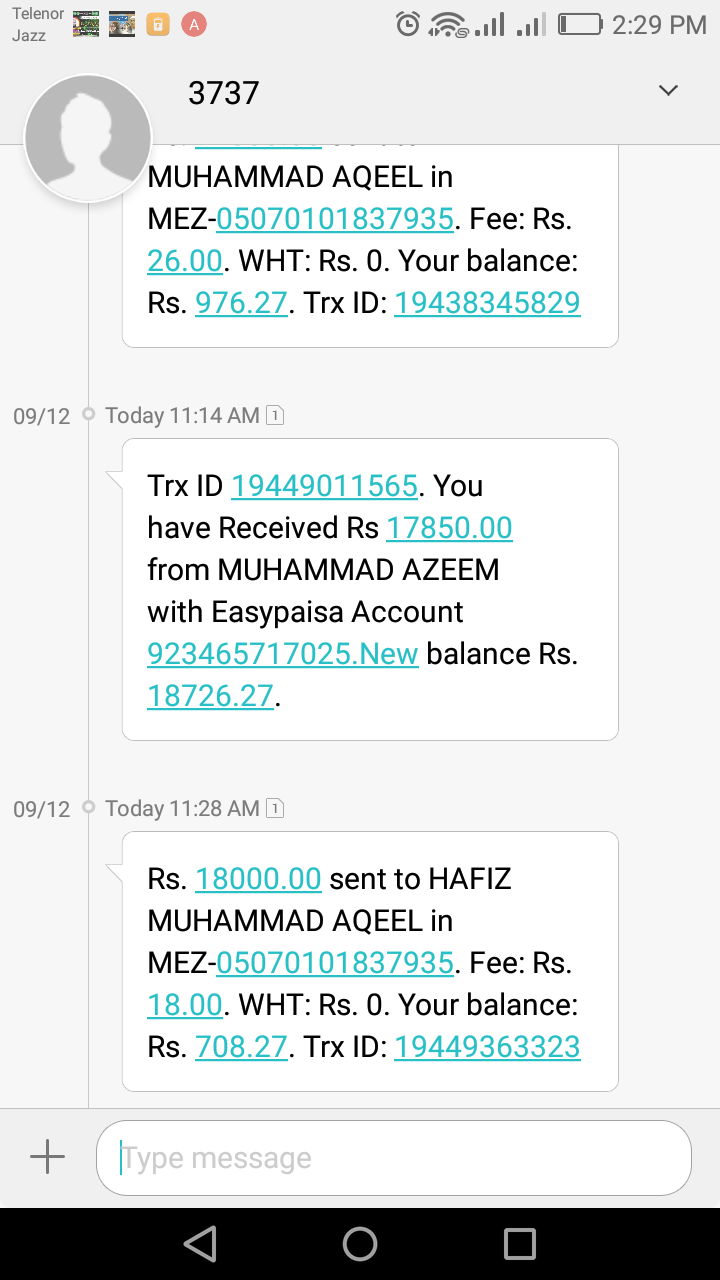 Telenor
Jazz
2:29 PM
3737
MUHAMMAD AQEEL in
MEZ-05070101837935. Fee: Rs.
26.00. WHT: Rs. 0. Your balance:
Rs. 976.27. Trx ID: 19438345829
09/12 Today 11:14 AM 1
Trx ID 19449011565. You
have Received Rs 17850.00
from MUHAMMAD AZEEM
with Easypaisa Account
923465717025.New balance Rs.
18726.27.
09/12 Today 11:28 AM 1
Rs. 18000.00 sent to HAFIZ
MUHAMMAD AQEEL in
MEZ-05070101837935. Fee: Rs.
18.00. WHT: Rs. 0. Your balance:
Rs. 708.27. Trx ID: 19449363323
Type message